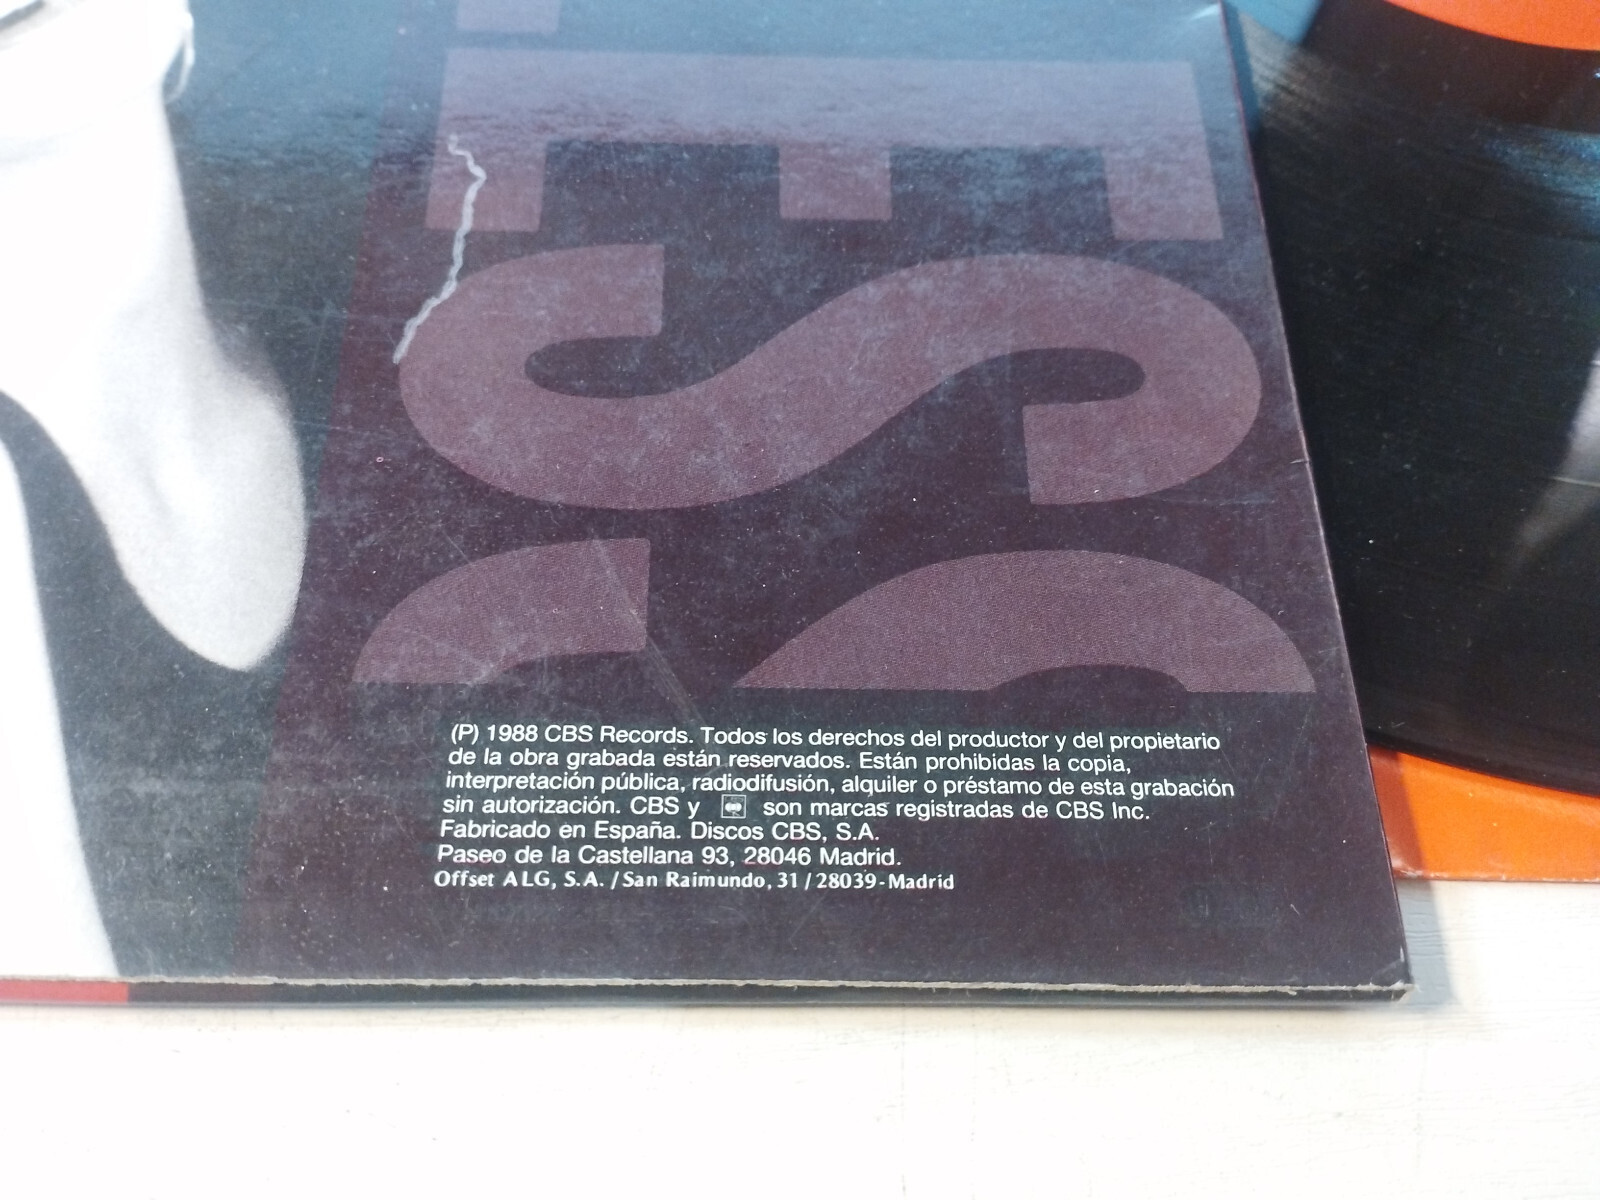 ES
(P) 1988 CBS Records. Todos los derechos del productor y del propietario
de la obra grabada están reservados. Están prohibidas la copia,
interpretación pública, radiodifusión, alquiler o préstamo de esta grabación
sin autorización. CBS y son marcas registradas de CBS Inc.
Fabricado en España. Discos CBS, S.A.
Paseo de la Castellana 93, 28046 Madrid.
Offset ALG, S.A. / San Raimundo, 31 / 28039-Madrid